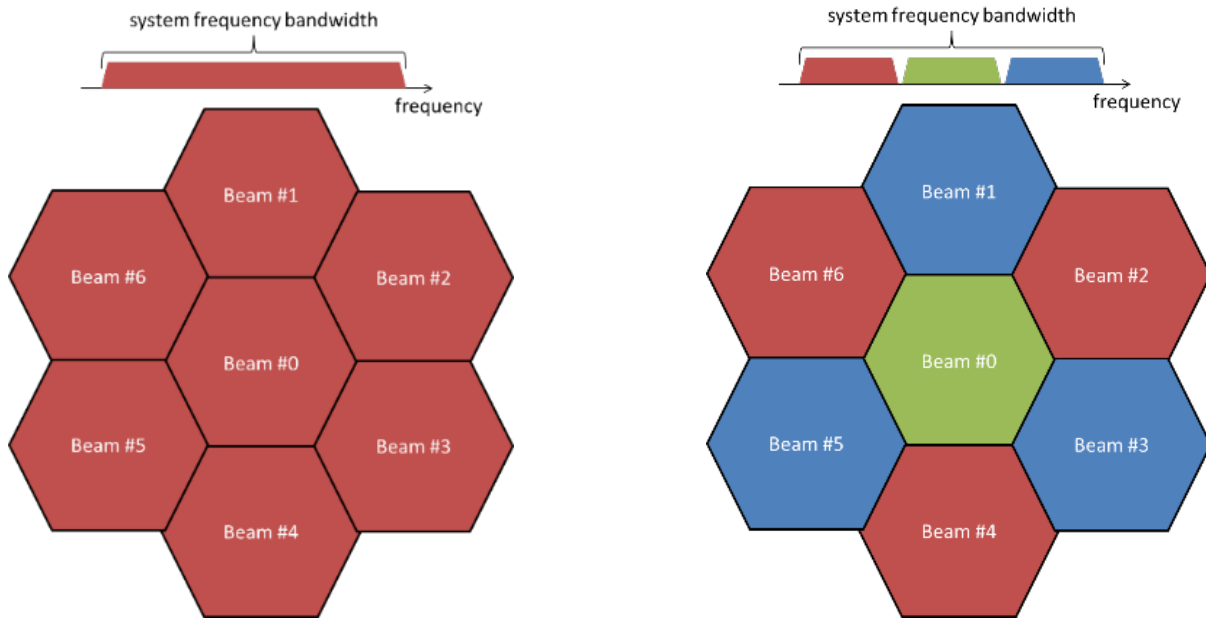 system frequency bandwidth
frequency
Beam #1
Beam #6
Beam #2
Beam #0
Beam #5
Beam #3
Beam #4
system frequency bandwidth
frequency
Beam #1
Beam #6
Beam #2
Beam #0
Beam #5
Beam #3
Beam #4